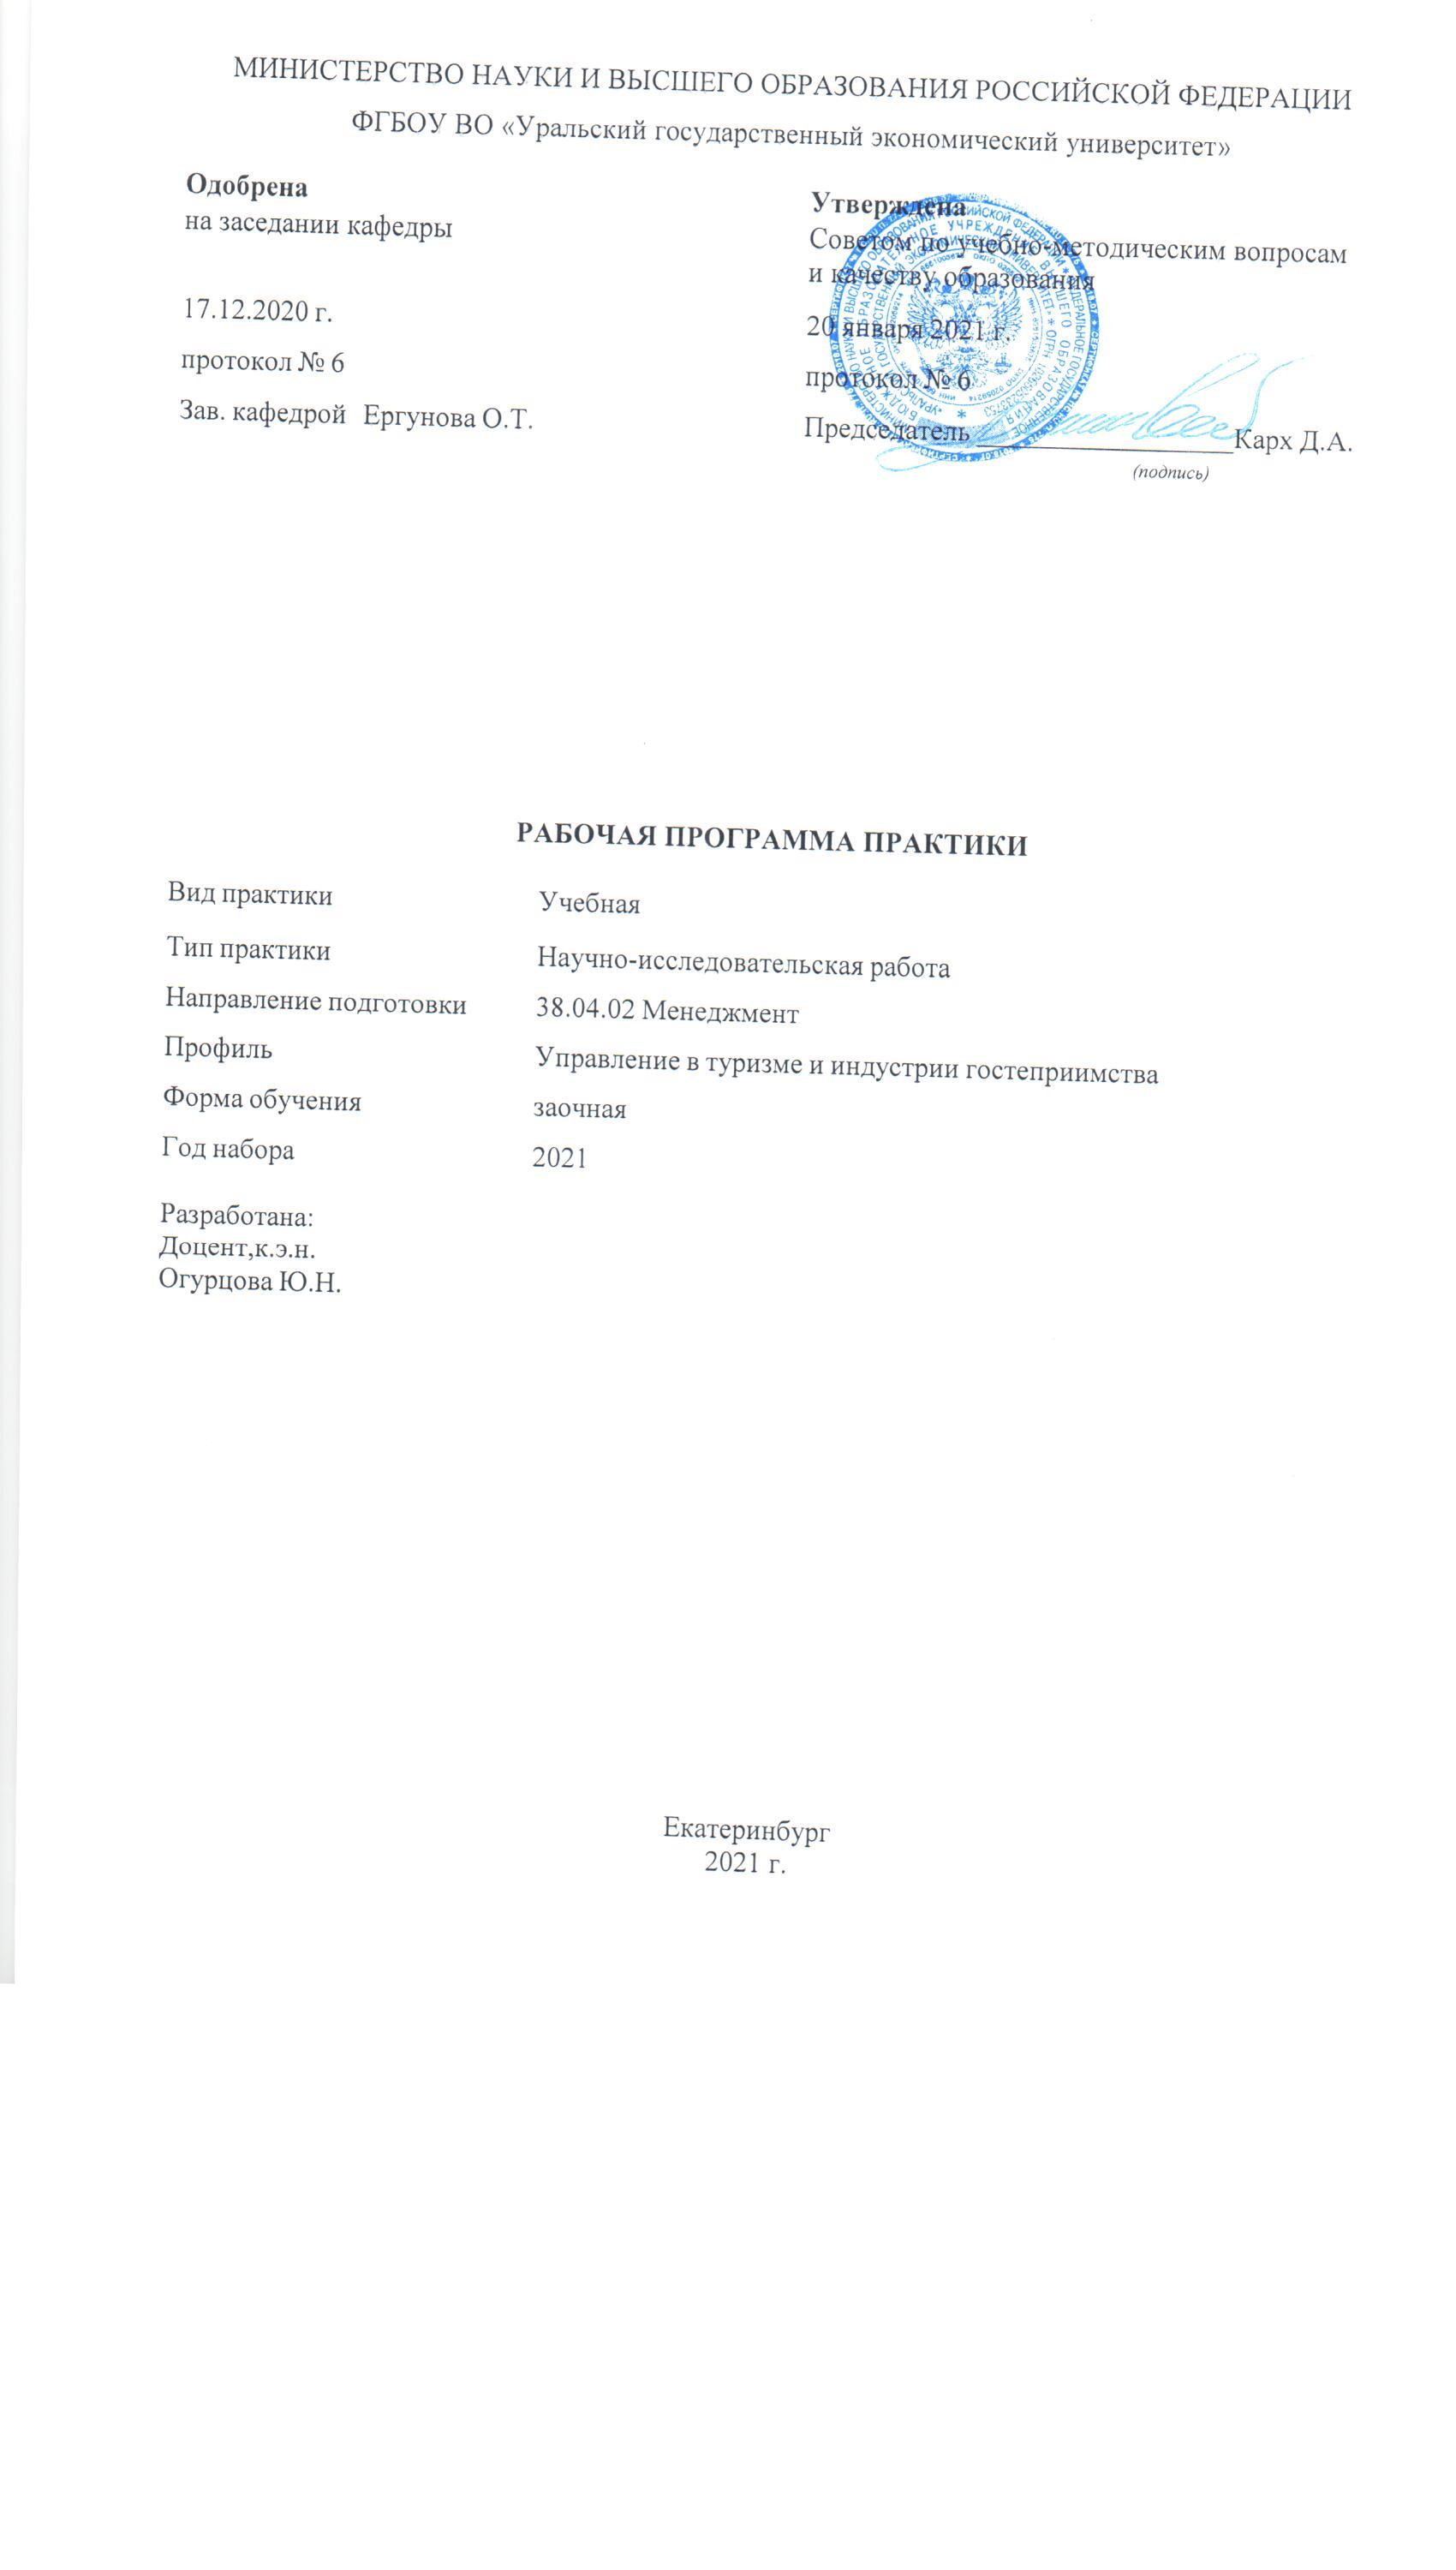 МИНИСТЕРСТВО НАУКИ И ВЫСШЕГО ОБРАЗОВАНИЯ РОССИЙСКОЙ ФЕДЕРАЦИИ
ФГБОУ ВО «Уральский государственный экономический университет»
Одобрена
на заседании кафедры
17.12.2020 г.
протокол № 6
Зав. кафедрой Ергунова О.Т.
Утверждена
Советом по учебно-методическим вопросам
и качеству образования
20 января 2021 г.
протокол № 6
Председатель ___________________Карх Д.А.
(подпись)
РАБОЧАЯ ПРОГРАММА ПРАКТИКИ
Вид практики Учебная
Тип практики Научно-исследовательская работа
Направление подготовки 38.04.02 Менеджмент
Профиль Управление в туризме и индустрии гостеприимства
Форма обучения заочная
Год набора 2021
Разработана:
Доцент,к.э.н.
Огурцова Ю.Н.
Екатеринбург
2021 г.